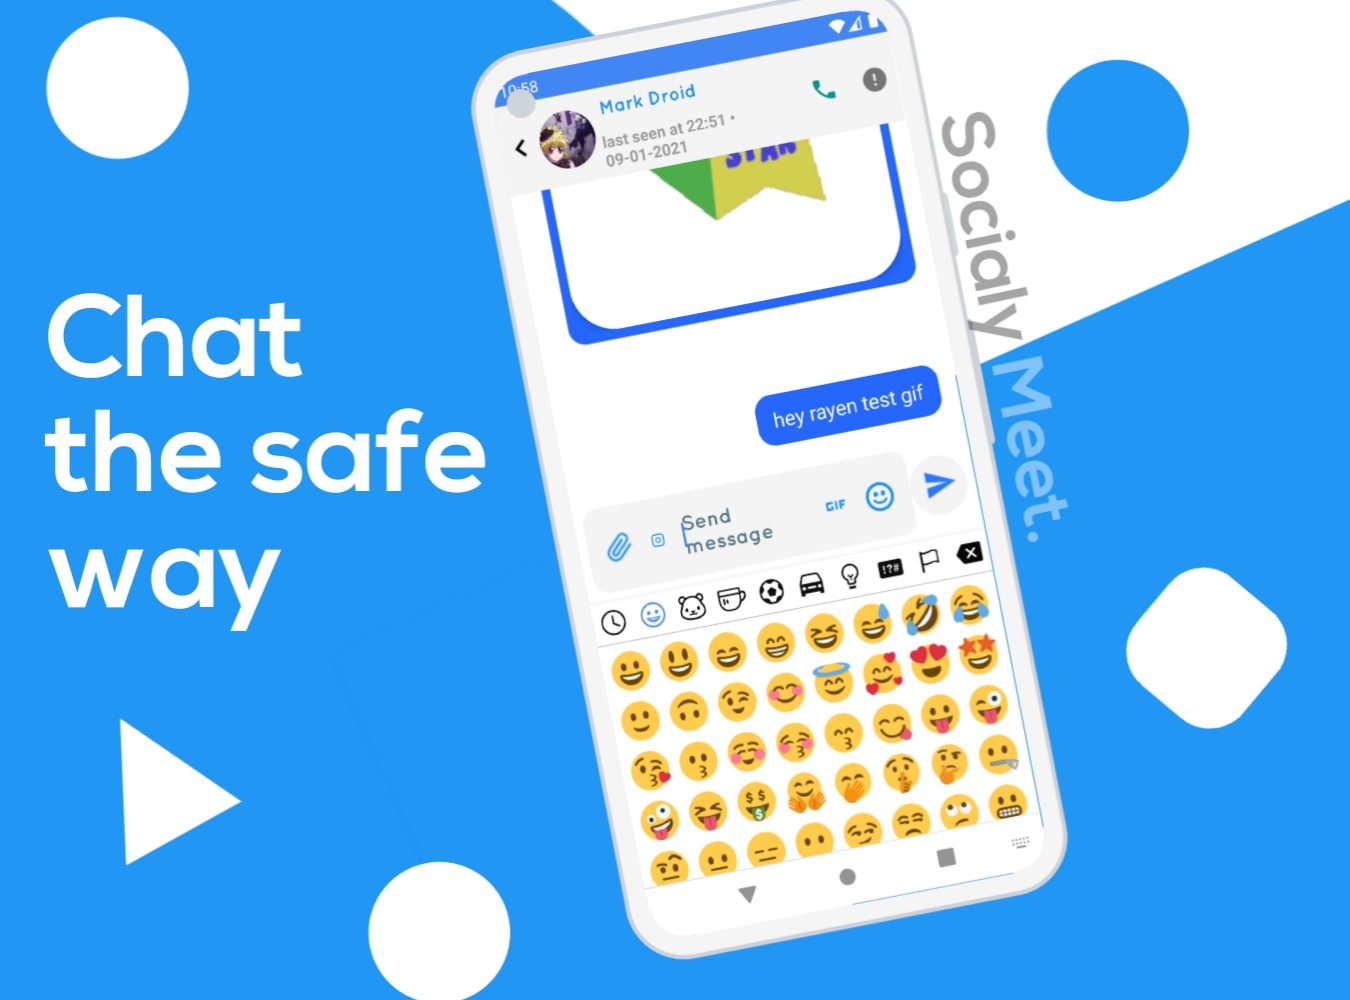 Chat
the safe
way
10:58
Mark Droid
last seen at 22:51 •
09-01-2021
STAR
hey rayen test gif
Send
message
GIF
!?#
Socialy Meet.